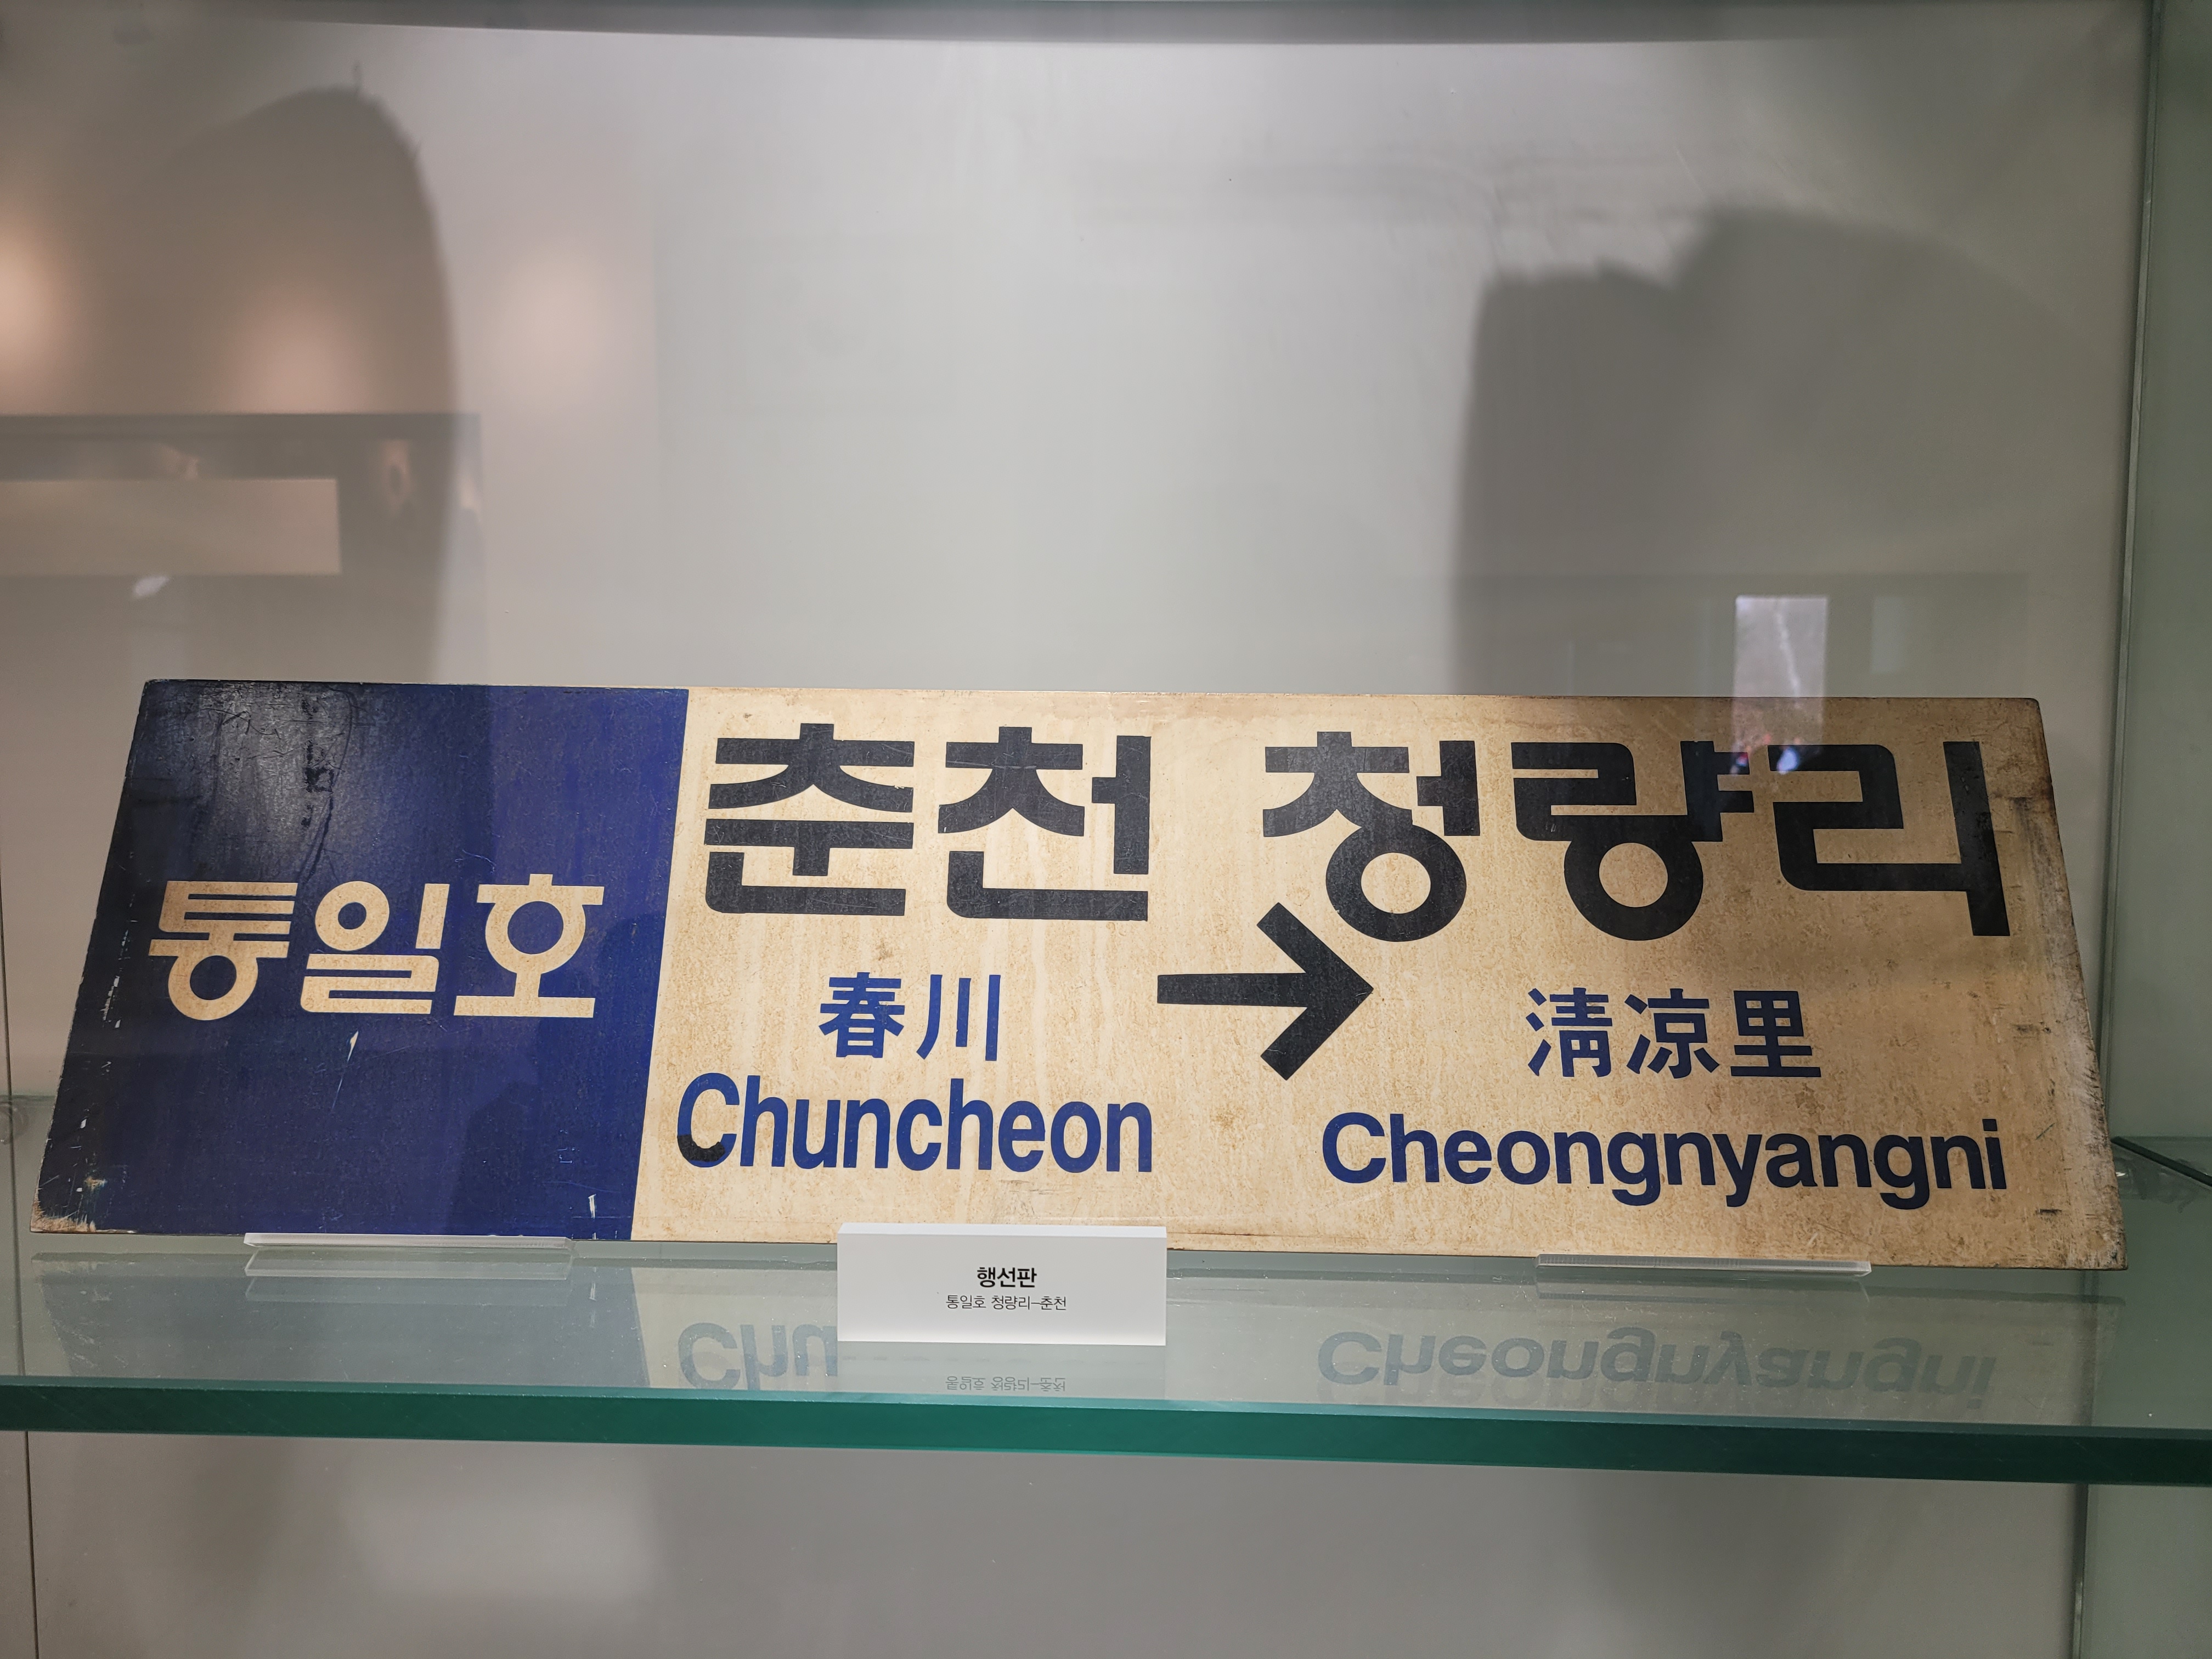 통일호
춘천 → 청량리
春川 淸凉里
Chuncheon Cheongnyangni
행선판
통일호 청량리-춘천